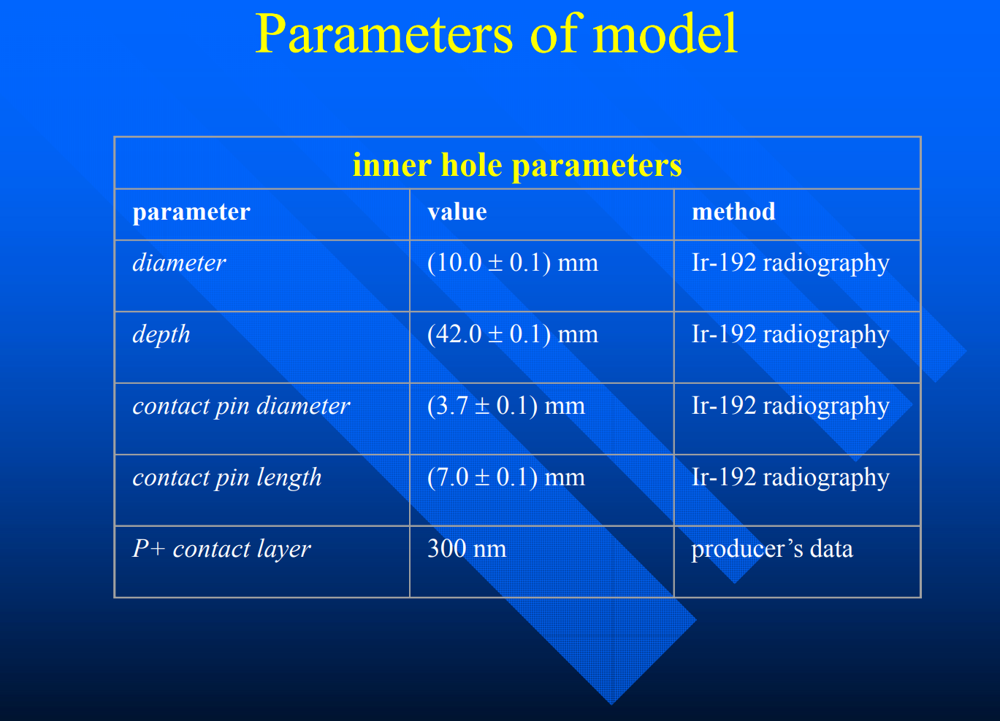 Parameters of model
inner hole parameters
parameter value method
diameter (10.0 ± 0.1) mm Ir-192 radiography
depth (42.0 ± 0.1) mm Ir-192 radiography
contact pin diameter (3.7 ± 0.1) mm Ir-192 radiography
contact pin length (7.0 ± 0.1) mm Ir-192 radiography
P+ contact layer 300 nm producer’s data